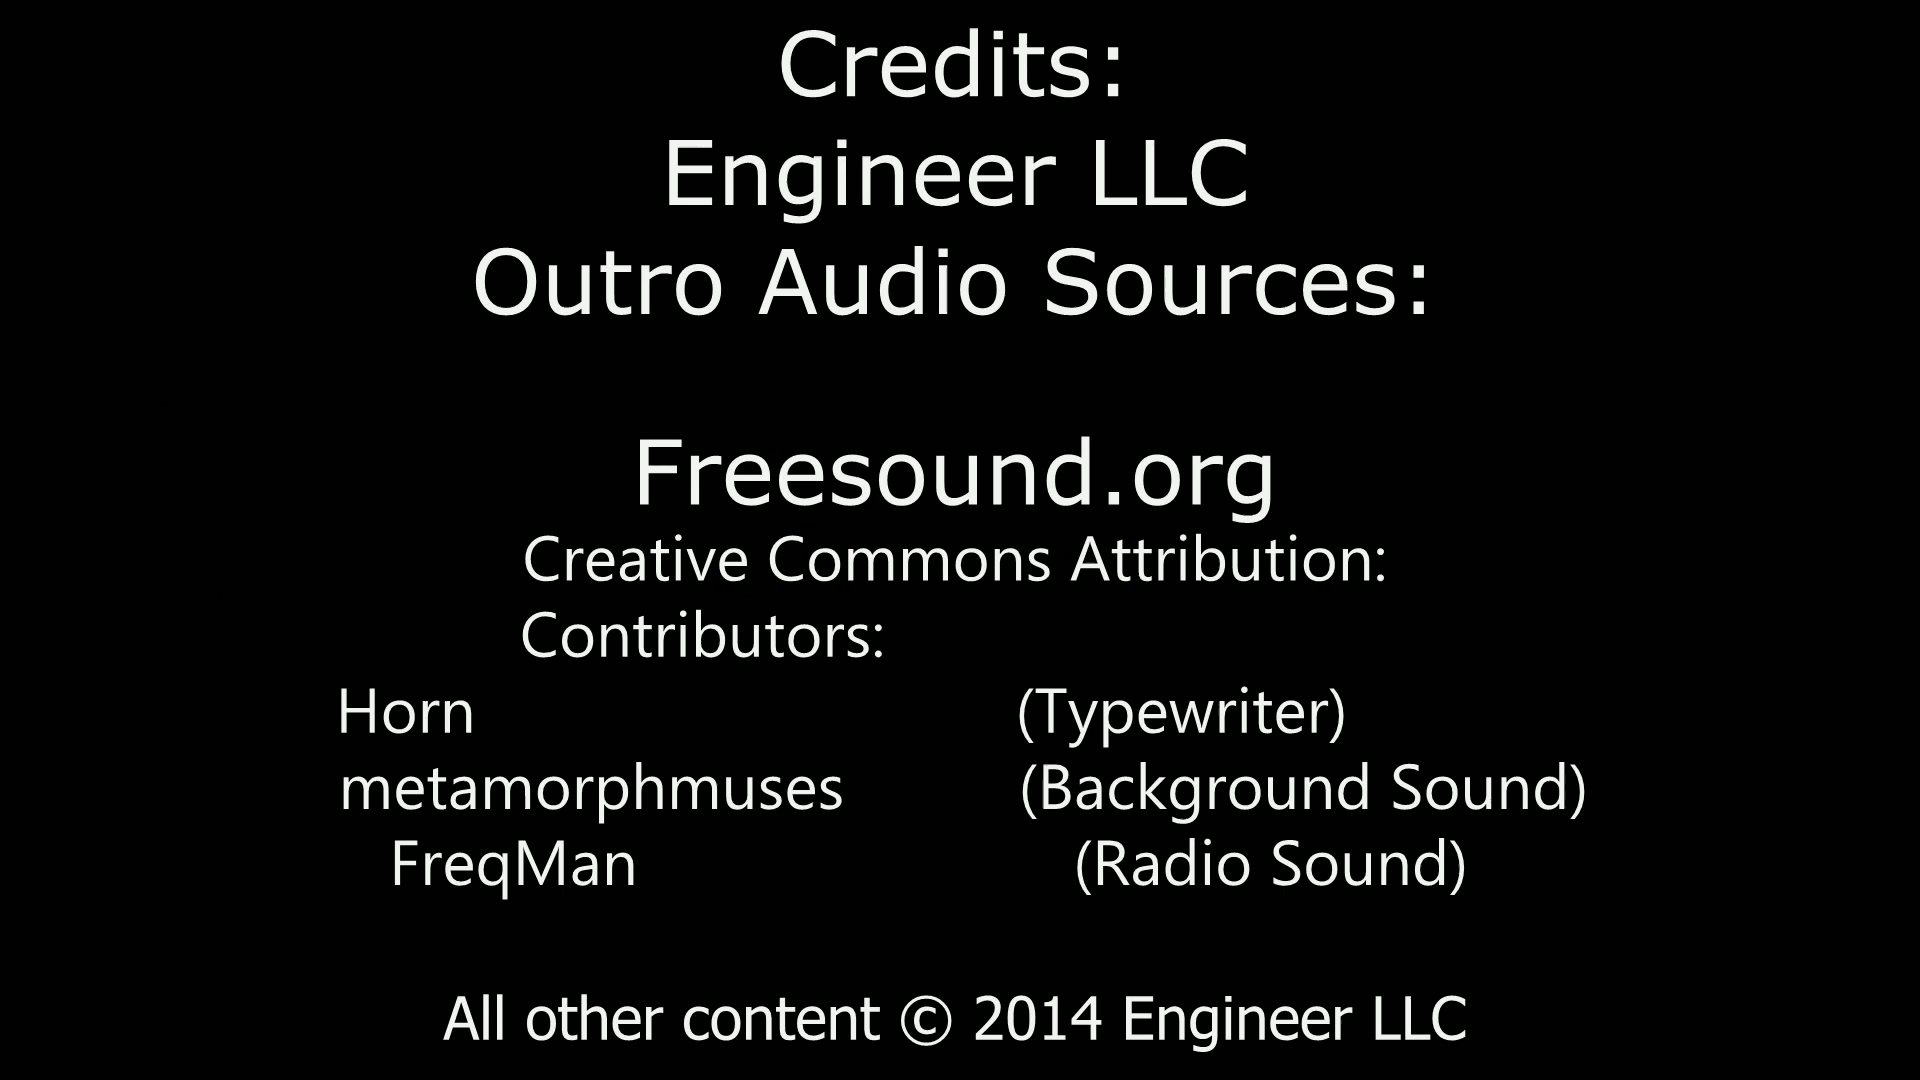 Credits:
Engineer LLC
Outro Audio Sources:
Freesound.org
Creative Commons Attribution:
Contributors:
Horn (Typewriter)
metamorphmuses (Background Sound)
FreqMan (Radio Sound)
All other content © 2014 Engineer LLC